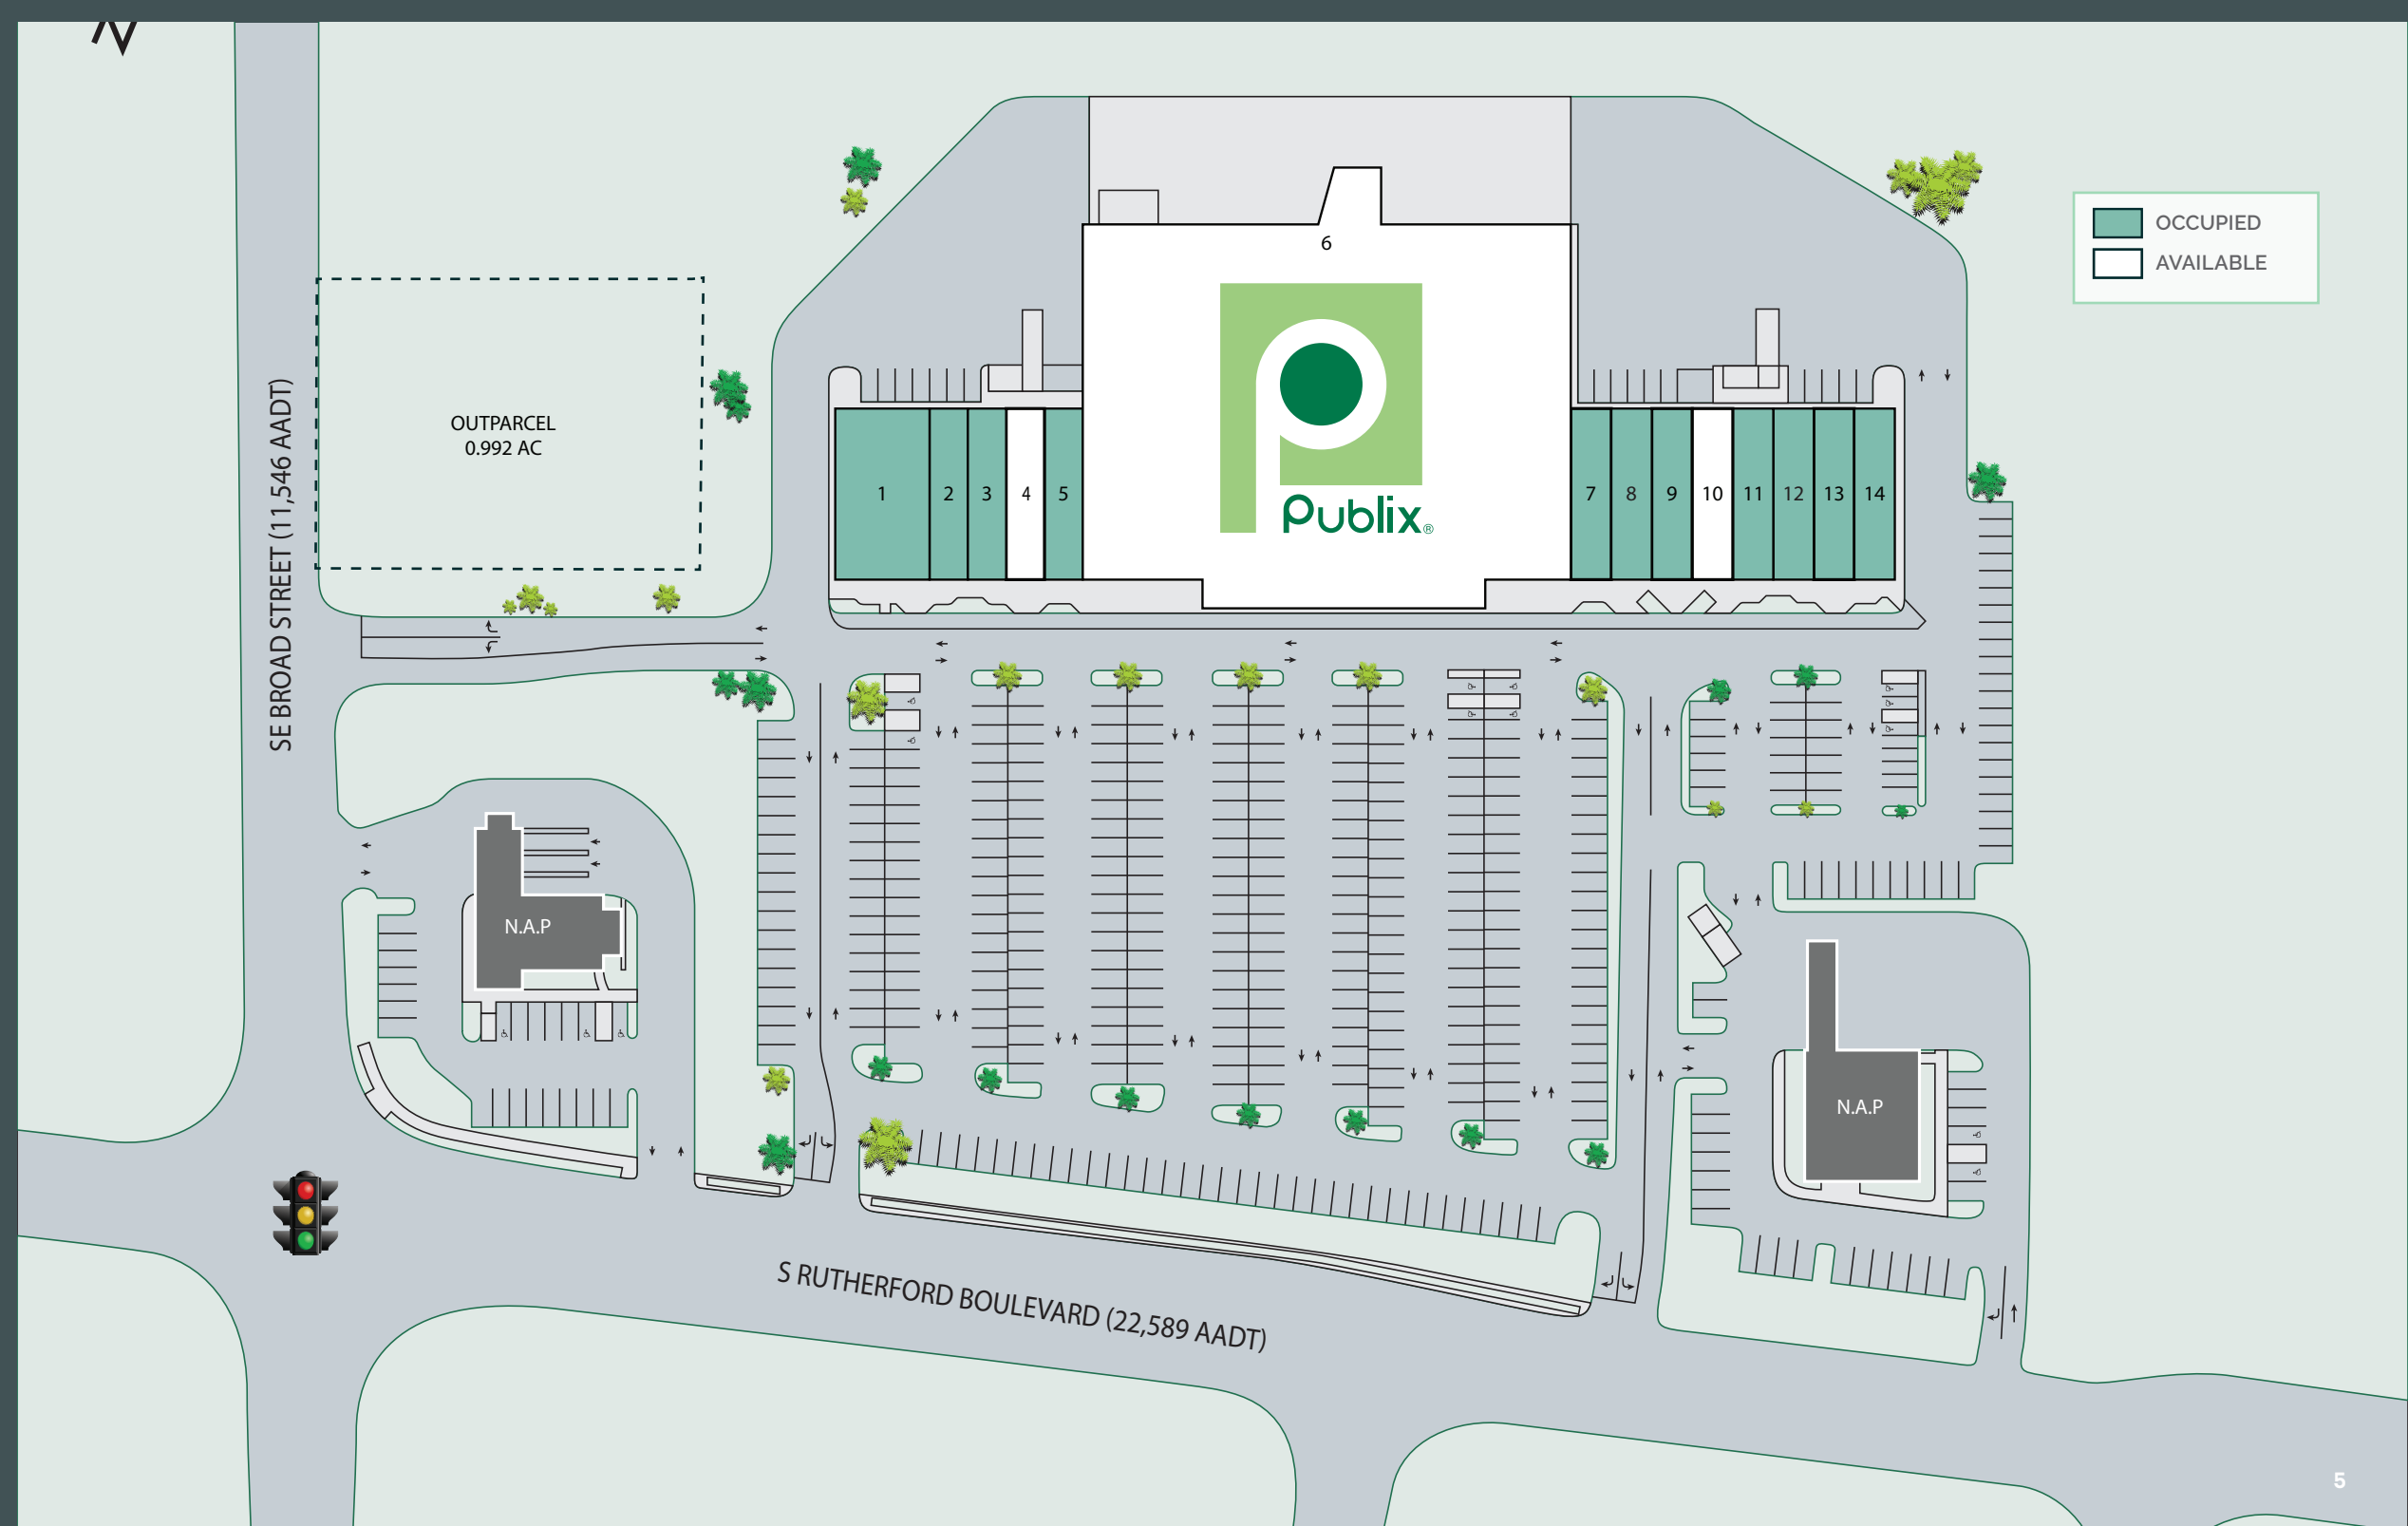 6
OCCUPIED
AVAILABLE
OUTPARCEL
0.992 AC
SE BROAD STREET (11,546 AADT)
1 2 3 4 5
Publix®
7 8 9 10 11 12 13 14
N.A.P
N.A.P
S RUTHERFORD BOULEVARD (22,589 AADT)
5